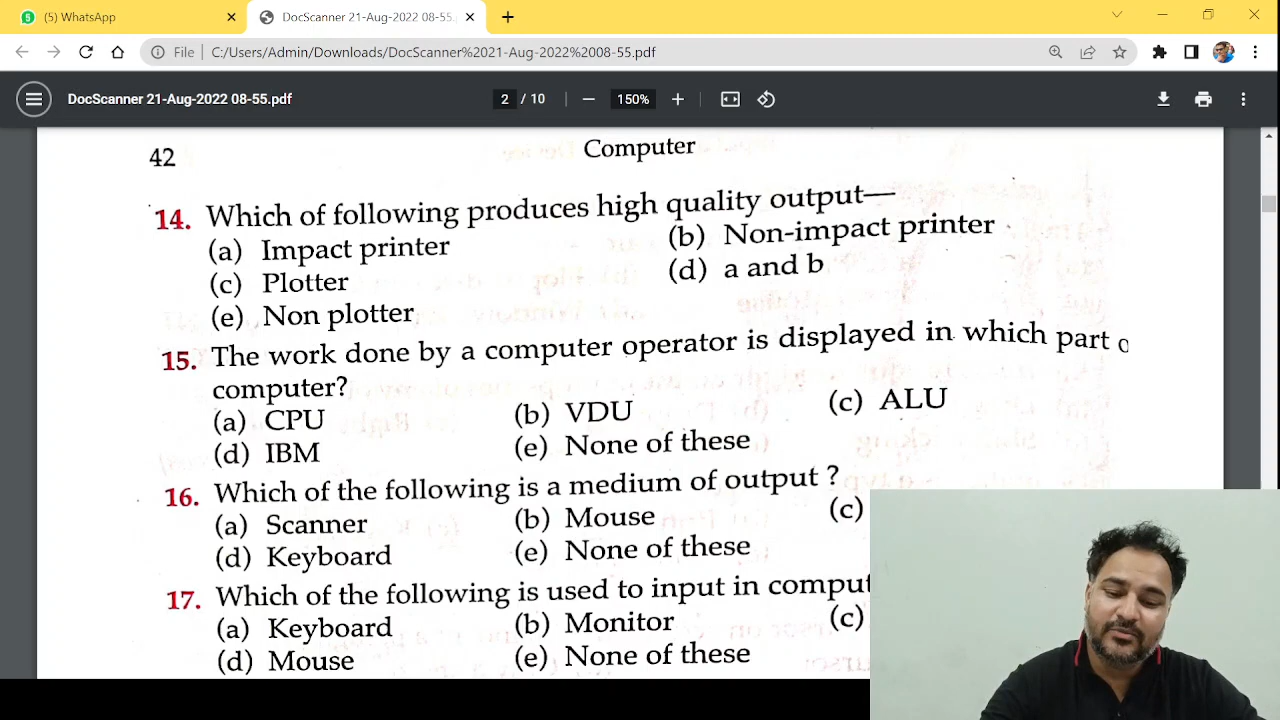 (5) WhatsApp
DocScanner 21-Aug-2022 08-55.
File C:/Users/Admin/Downloads/DocScanner%2021-Aug-2022%2008-55.pdf
DocScanner 21-Aug-2022 08-55.pdf
2 / 10
150%
42
Computer
14. Which of following produces high quality output—
(a) Impact printer (b) Non-impact printer
(c) Plotter (d) a and b
(e) Non plotter
15. The work done by a computer operator is displayed in which part
computer?
(a) CPU (b) VDU (c) ALU
(d) IBM (e) None of these
16. Which of the following is a medium of output ?
(a) Scanner (b) Mouse (c)
(d) Keyboard (e) None of these
17. Which of the following is used to input in comput
(a) Keyboard (b) Monitor (c)
(d) Mouse (e) None of these